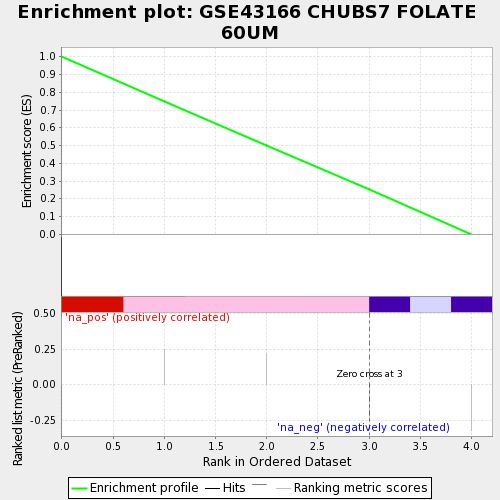 Enrichment plot: GSE43166 CHUBS7 FOLATE
60UM
Enrichment score (ES)
1.0
0.9
0.8
0.7
0.6
0.5
0.4
0.3
0.2
0.1
0.0
Ranked list metric (PreRanked)
0.50
0.25
0.00
-0.25
'na_pos' (positively correlated)
Zero cross at 3
'na_neg' (negatively correlated)
0.0 0.5 1.0 1.5 2.0 2.5 3.0 3.5 4.0
Rank in Ordered Dataset
Enrichment profile Hits Ranking metric scores